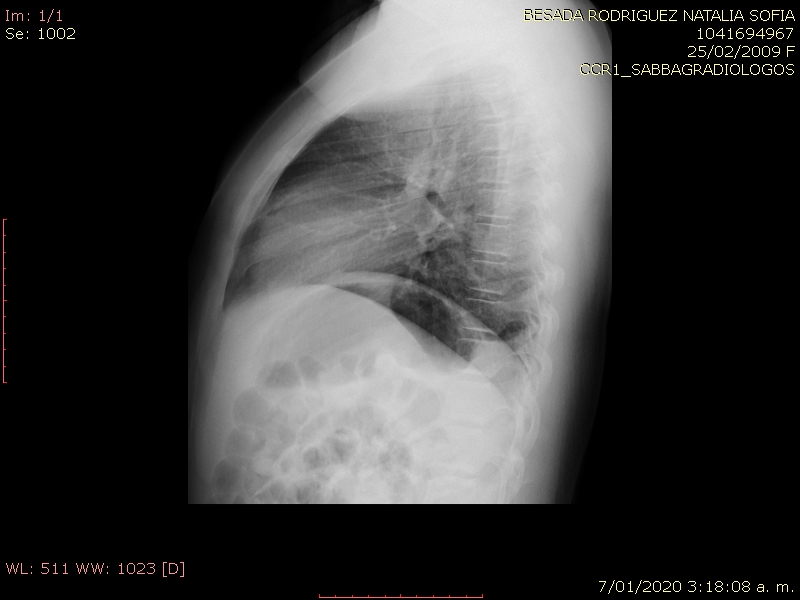 Im: 1/1
Se: 1002
BESADA RODRIGUEZ NATALIA SOFIA
1041694967
25/02/2009 F
CCR1_SABBAGRADIOLOGOS
WL: 511 WW: 1023 [D]
7/01/2020 3:18:08 a. m.